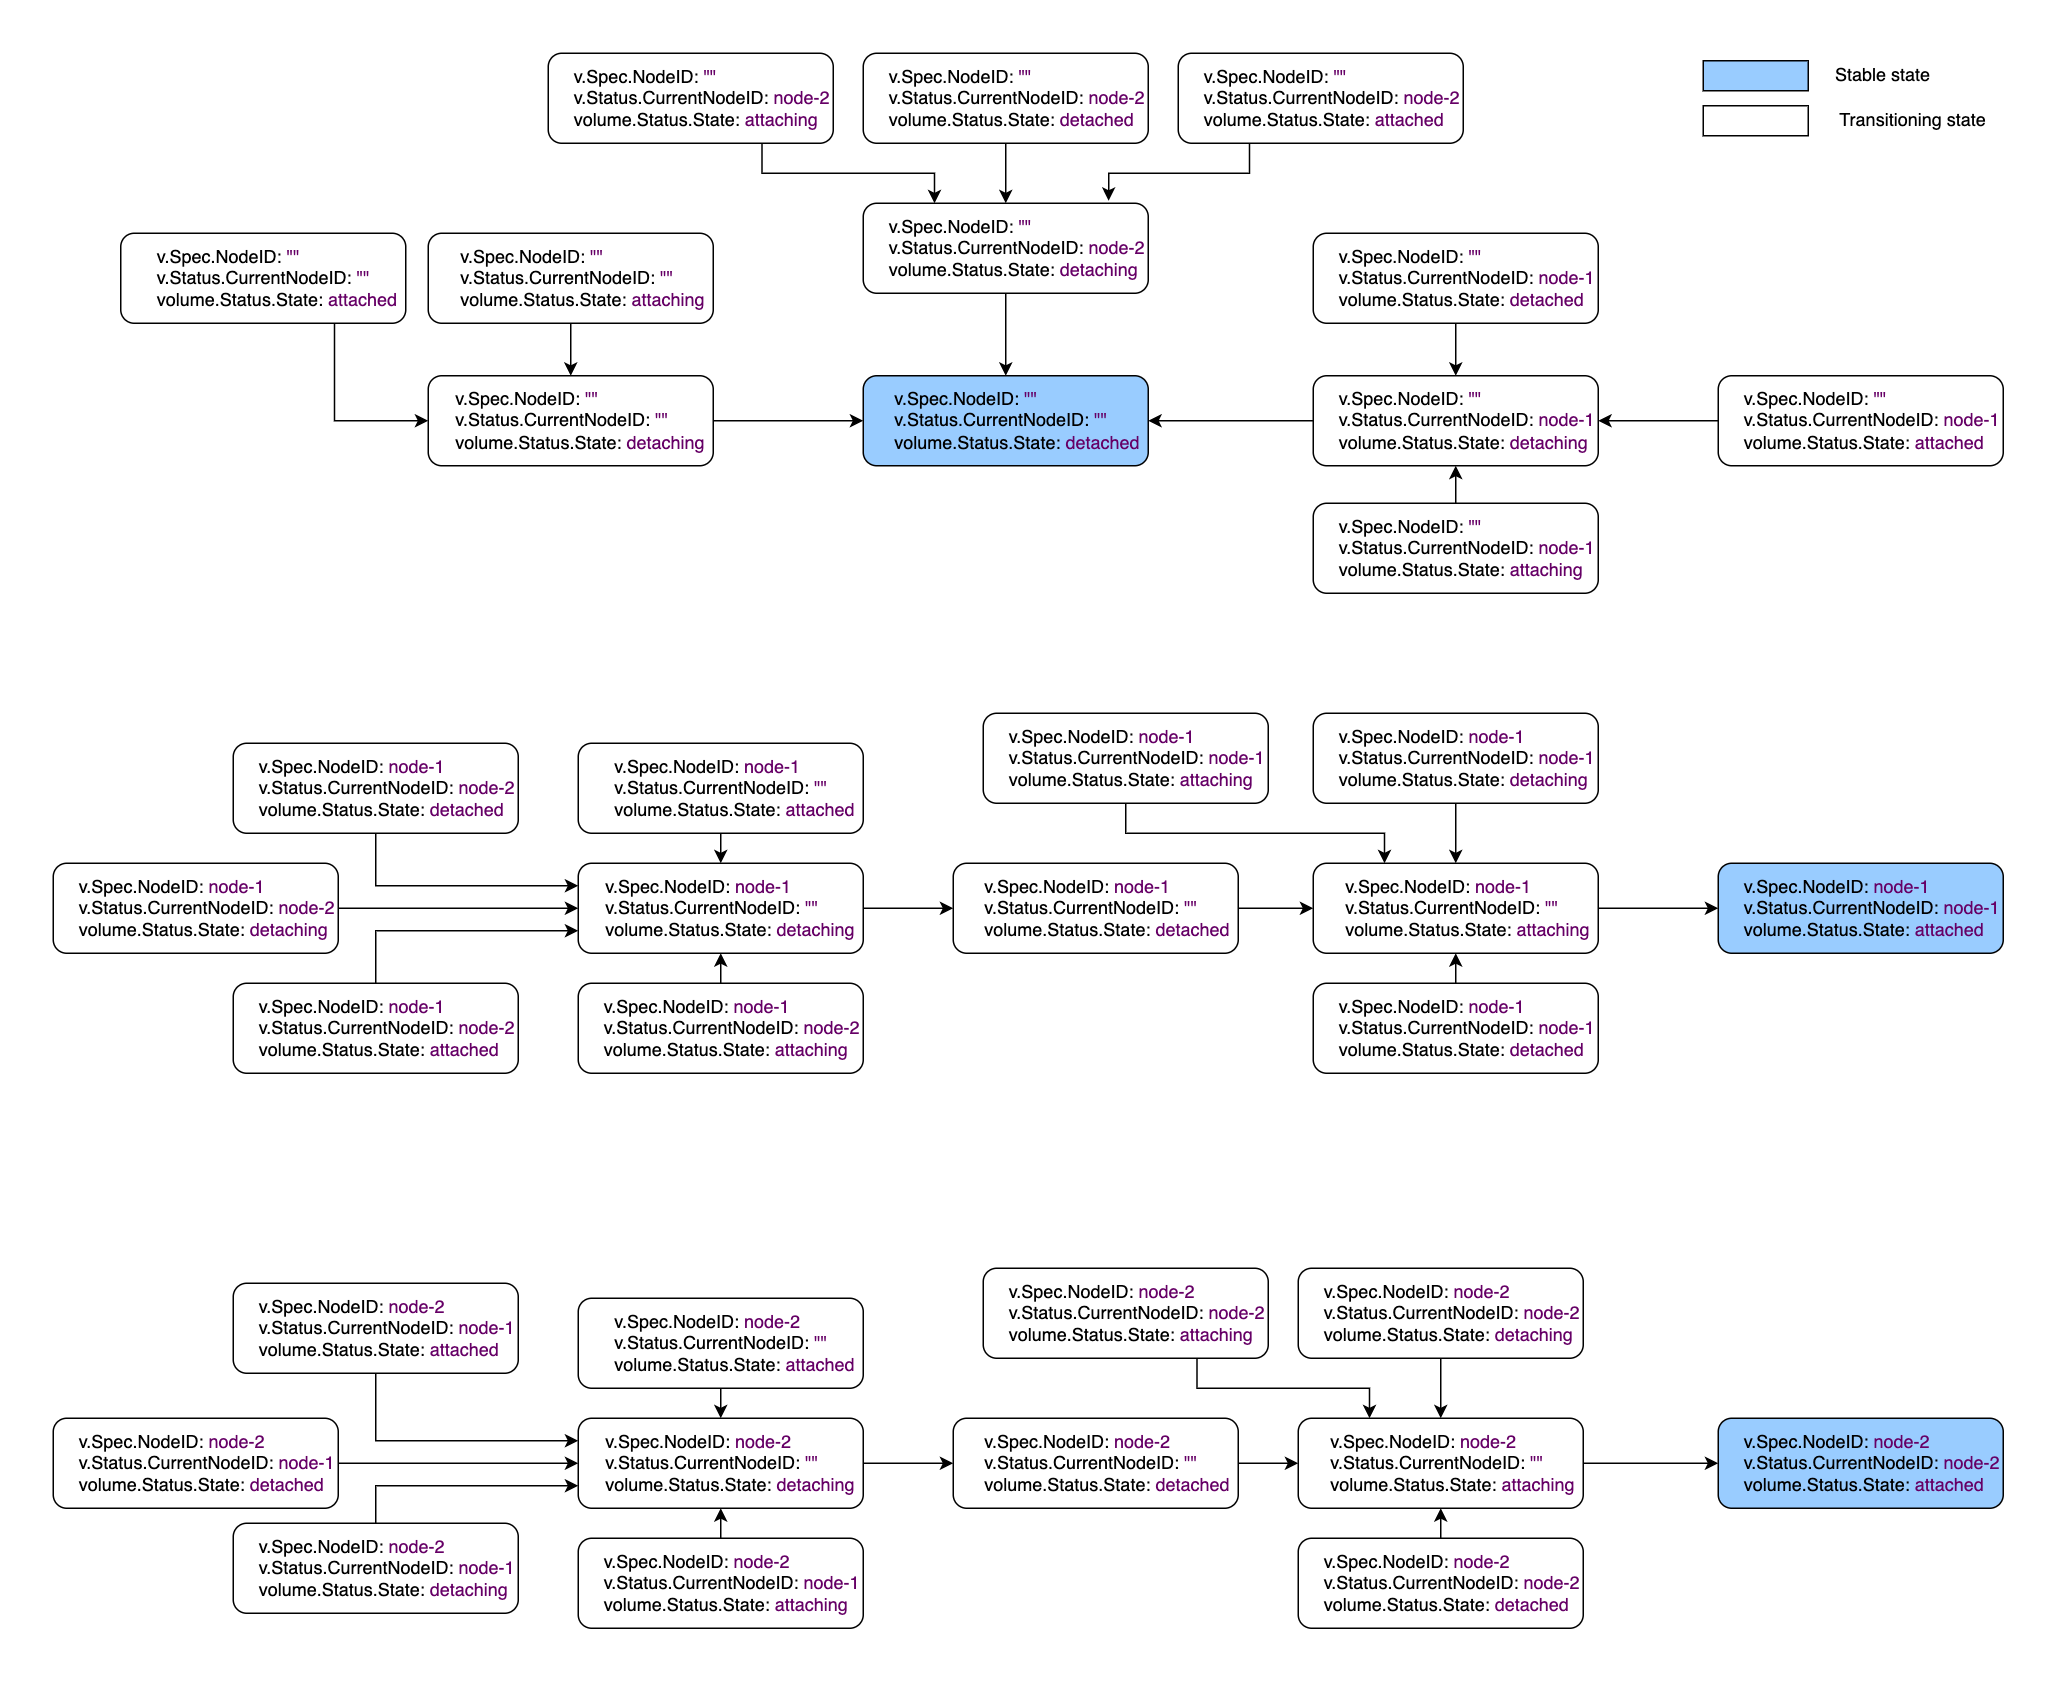 v.Spec.NodeID: ""
v.Status.CurrentNodeID: node-2
volume.Status.State: attaching
v.Spec.NodeID: ""
v.Status.CurrentNodeID: node-2
volume.Status.State: detached
v.Spec.NodeID: ""
v.Status.CurrentNodeID: node-2
volume.Status.State: attached
Stable state
Transitioning state
v.Spec.NodeID: ""
v.Status.CurrentNodeID: node-2
volume.Status.State: detaching
v.Spec.NodeID: ""
v.Status.CurrentNodeID: ""
volume.Status.State: attached
v.Spec.NodeID: ""
v.Status.CurrentNodeID: ""
volume.Status.State: attaching
v.Spec.NodeID: ""
v.Status.CurrentNodeID: node-1
volume.Status.State: detached
v.Spec.NodeID: ""
v.Status.CurrentNodeID: ""
volume.Status.State: detaching
v.Spec.NodeID: ""
v.Status.CurrentNodeID: ""
volume.Status.State: detached
v.Spec.NodeID: ""
v.Status.CurrentNodeID: node-1
volume.Status.State: detaching
v.Spec.NodeID: ""
v.Status.CurrentNodeID: node-1
volume.Status.State: attached
v.Spec.NodeID: ""
v.Status.CurrentNodeID: node-1
volume.Status.State: attaching
v.Spec.NodeID: node-1
v.Status.CurrentNodeID: node-2
volume.Status.State: detached
v.Spec.NodeID: node-1
v.Status.CurrentNodeID: ""
volume.Status.State: attached
v.Spec.NodeID: node-1
v.Status.CurrentNodeID: node-1
volume.Status.State: attaching
v.Spec.NodeID: node-1
v.Status.CurrentNodeID: node-1
volume.Status.State: detaching
v.Spec.NodeID: node-1
v.Status.CurrentNodeID: node-2
volume.Status.State: detaching
v.Spec.NodeID: node-1
v.Status.CurrentNodeID: ""
volume.Status.State: detaching
v.Spec.NodeID: node-1
v.Status.CurrentNodeID: ""
volume.Status.State: detached
v.Spec.NodeID: node-1
v.Status.CurrentNodeID: ""
volume.Status.State: attaching
v.Spec.NodeID: node-1
v.Status.CurrentNodeID: node-1
volume.Status.State: attached
v.Spec.NodeID: node-1
v.Status.CurrentNodeID: node-2
volume.Status.State: attached
v.Spec.NodeID: node-1
v.Status.CurrentNodeID: node-2
volume.Status.State: attaching
v.Spec.NodeID: node-1
v.Status.CurrentNodeID: node-1
volume.Status.State: detached
v.Spec.NodeID: node-2
v.Status.CurrentNodeID: node-1
volume.Status.State: attached
v.Spec.NodeID: node-2
v.Status.CurrentNodeID: ""
volume.Status.State: attached
v.Spec.NodeID: node-2
v.Status.CurrentNodeID: node-2
volume.Status.State: attaching
v.Spec.NodeID: node-2
v.Status.CurrentNodeID: node-2
volume.Status.State: detaching
v.Spec.NodeID: node-2
v.Status.CurrentNodeID: node-1
volume.Status.State: detached
v.Spec.NodeID: node-2
v.Status.CurrentNodeID: ""
volume.Status.State: detaching
v.Spec.NodeID: node-2
v.Status.CurrentNodeID: ""
volume.Status.State: detached
v.Spec.NodeID: node-2
v.Status.CurrentNodeID: ""
volume.Status.State: attaching
v.Spec.NodeID: node-2
v.Status.CurrentNodeID: node-2
volume.Status.State: attached
v.Spec.NodeID: node-2
v.Status.CurrentNodeID: node-1
volume.Status.State: detaching
v.Spec.NodeID: node-2
v.Status.CurrentNodeID: node-1
volume.Status.State: attaching
v.Spec.NodeID: node-2
v.Status.CurrentNodeID: node-2
volume.Status.State: detached